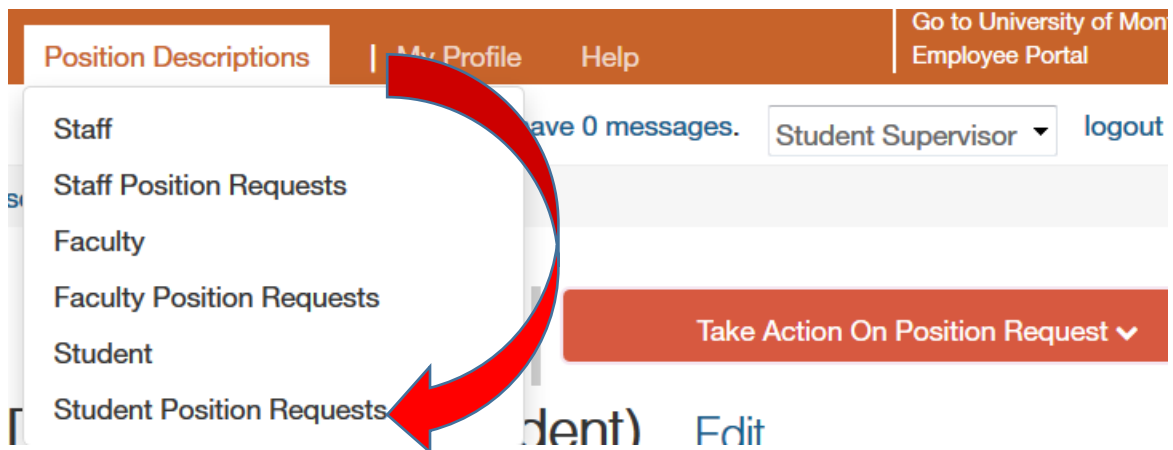 Go to University of Mon
Position Descriptions | My Profile Help Employee Portal
Staff
ave 0 messages. Student Supervisor logout
Staff Position Requests
Faculty
Faculty Position Requests
Student
Take Action On Position Request
Student Position Requests
dent) Edit